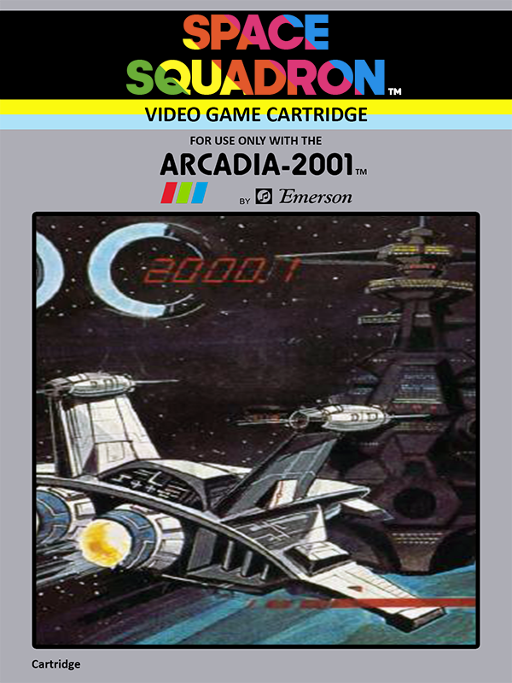 SPACE
SQUADRON™
VIDEO GAME CARTRIDGE
FOR USE ONLY WITH THE
ARCADIA-2001™
BY Emerson
2000.1
Cartridge